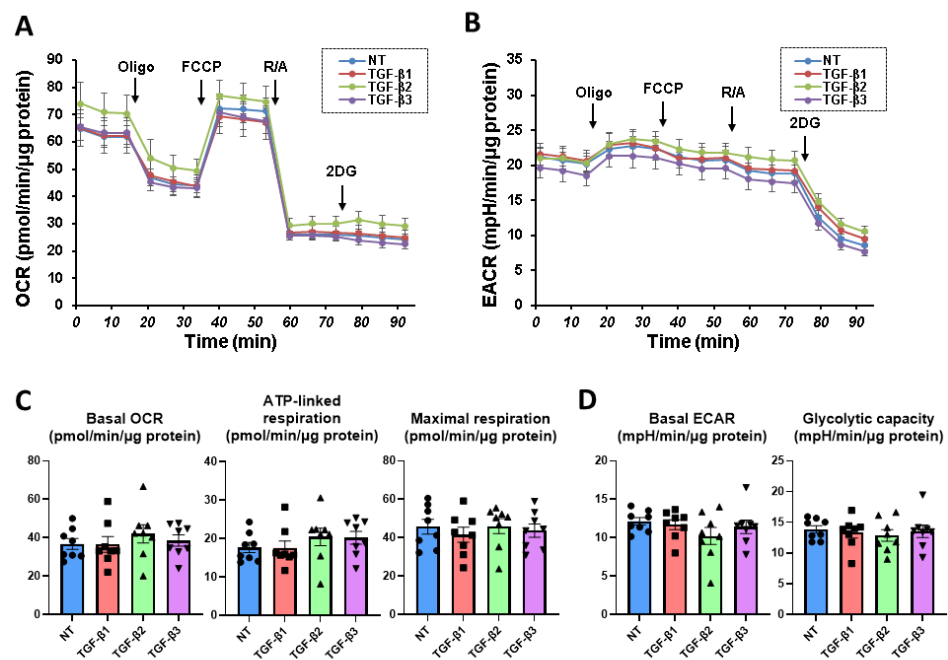 A
B
Oligo
FCCP
R/A
2DG
NT
TGF-β1
TGF-β2
TGF-β3
OCR (pmol/min/µg protein)
90
80
70
60
50
40
30
20
10
0
0 10 20 30 40 50 60 70 80 90
Time (min)
Oligo
FCCP
R/A
2DG
NT
TGF-β1
TGF-β2
TGF-β3
EACR (mpH/min/µg protein)
35
30
25
20
15
10
5
0
0 10 20 30 40 50 60 70 80 90
Time (min)
C
Basal OCR
(pmol/min/µg protein)
80
60
40
20
0
NT
TGF-β1
TGF-β2
TGF-β3
ATP-linked
respiration
(pmol/min/µg protein)
40
30
20
10
0
NT
TGF-β1
TGF-β2
TGF-β3
Maximal respiration
(pmol/min/µg protein)
80
60
40
20
0
NT
TGF-β1
TGF-β2
TGF-β3
D
Basal ECAR
(mpH/min/µg protein)
20
15
10
5
0
NT
TGF-β1
TGF-β2
TGF-β3
Glycolytic capacity
(mpH/min/µg protein)
25
20
15
10
5
0
NT
TGF-β1
TGF-β2
TGF-β3